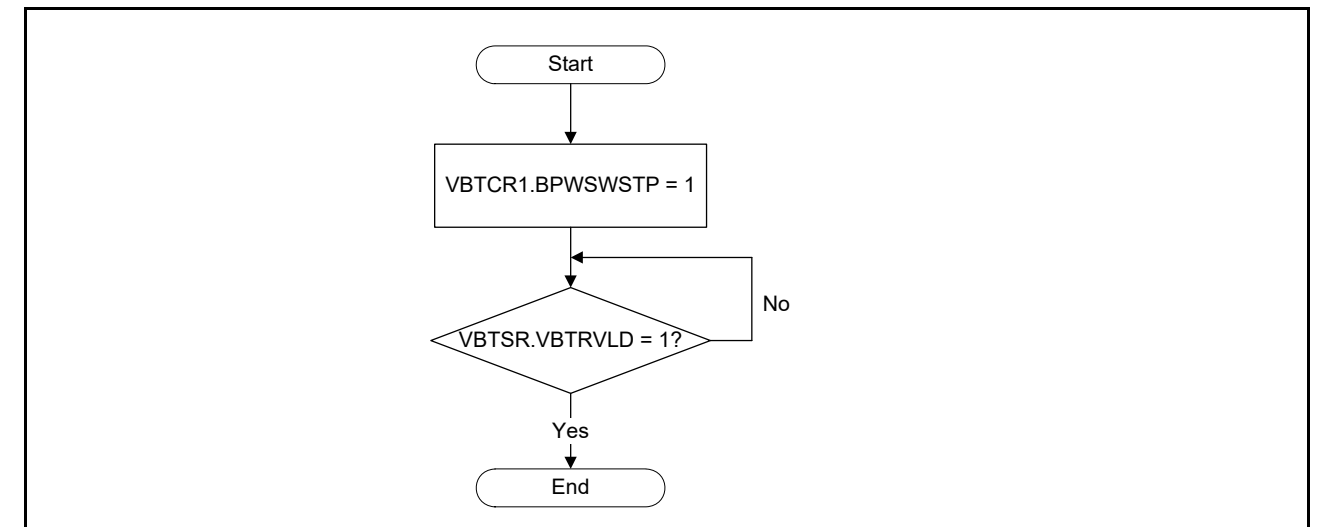 Start
VBTCR1.BPWSWSTP = 1
No
VBTSR.VBTRVLD = 1?
Yes
End